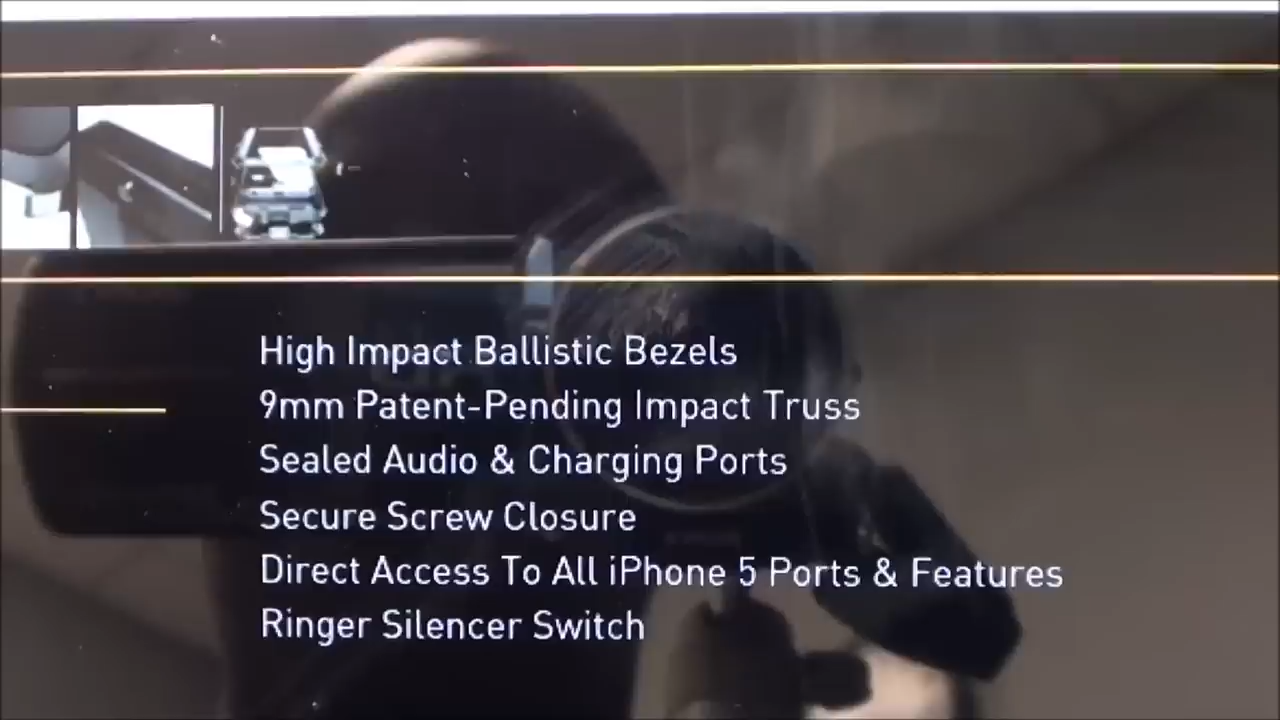 High Impact Ballistic Bezels
9mm Patent-Pending Impact Truss
Sealed Audio & Charging Ports
Secure Screw Closure
Direct Access To All iPhone 5 Ports & Features
Ringer Silencer Switch